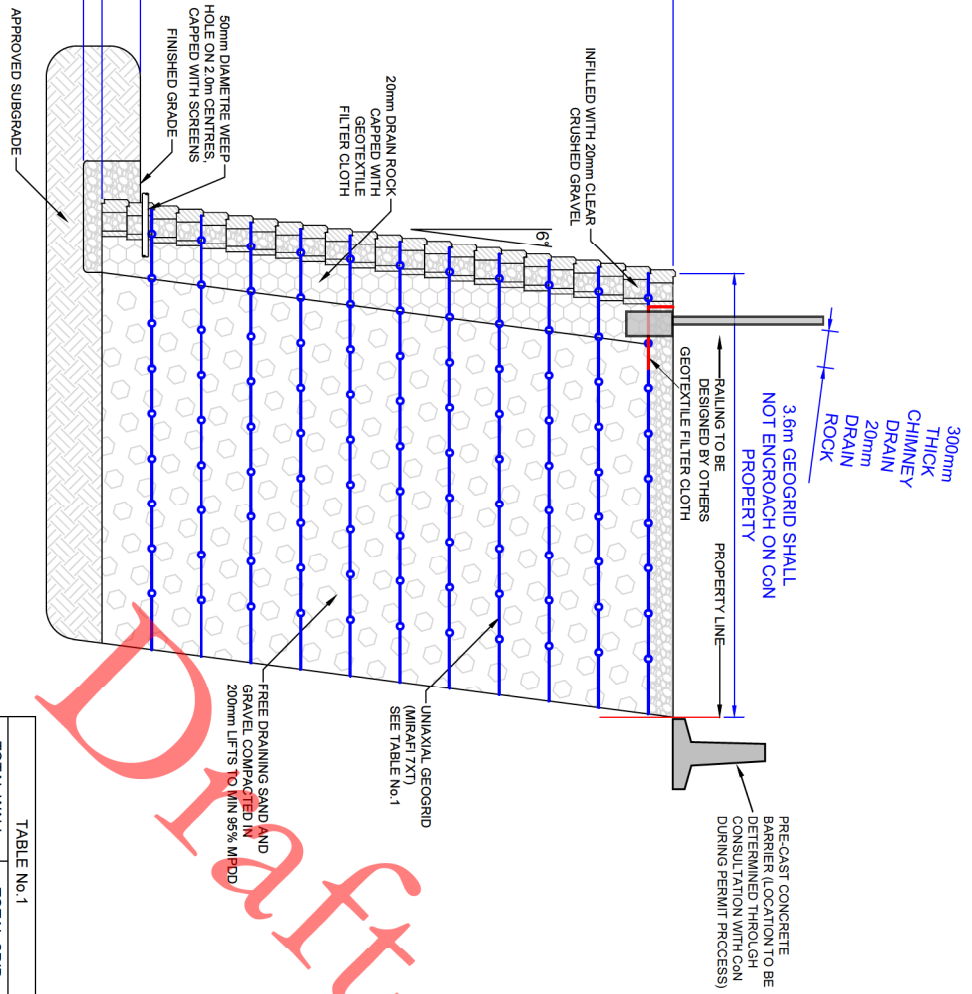 300mm
THICK
CHIMNEY
DRAIN
20mm
DRAIN
ROCK
3.6m GEOGRID SHALL
NOT ENCROACH ON CoN
PROPERTY
INFILLED WITH 20mm CLEAR
CRUSHED GRAVEL
6°
20mm DRAIN ROCK
CAPPED WITH
GEOTEXTILE
FILTER CLOTH
50mm DIAMETRE WEEP
HOLE ON 2.0m CENTRES,
CAPPED WITH SCREENS
FINISHED GRADE
APPROVED SUBGRADE
RAILING TO BE
DESIGNED BY OTHERS
GEOTEXTILE FILTER CLOTH
PROPERTY LINE
PRE-CAST CONCRETE
BARRIER (LOCATION TO BE
DETERMINED THROUGH
CONSULTATION WITH CoN
DURING PERMIT PRCCESS)
UNIAXIAL GEOGRID
(MIRAFI 7XT)
SEE TABLE No.1
FREE DRAINING SAND AND
GRAVEL COMPACTED IN
200mm LIFTS TO MIN 95% MPDD
Draft
TABLE No.1